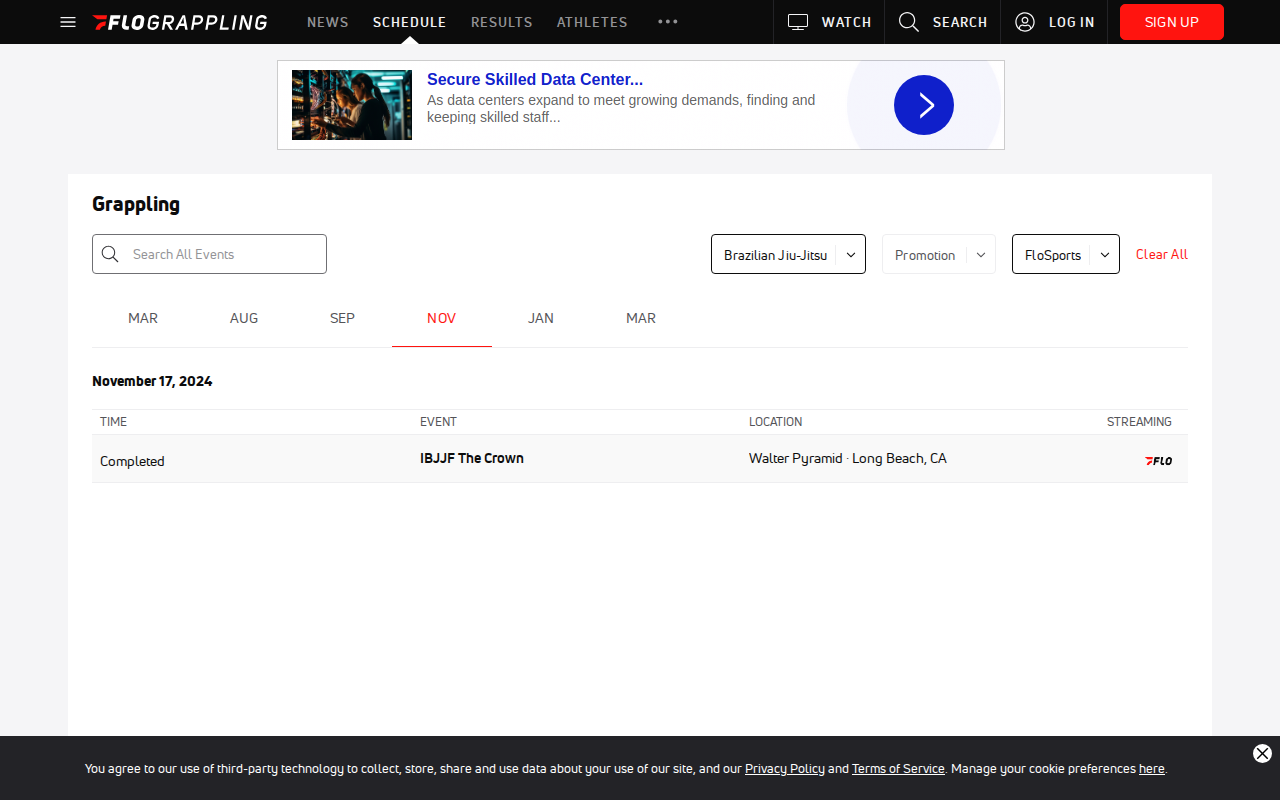 FLOGRAPPLING NEWS SCHEDULE RESULTS ATHLETES WATCH SEARCH LOG IN SIGN UP
Secure Skilled Data Center...
As data centers expand to meet growing demands, finding and
keeping skilled staff...
Grappling
Search All Events Brazilian Jiu-Jitsu Promotion FloSports Clear All
MAR AUG SEP NOV JAN MAR
November 17, 2024
TIME EVENT LOCATION STREAMING
Completed IBJJF The Crown Walter Pyramid · Long Beach, CA FLO
You agree to our use of third-party technology to collect, store, share and use data about your use of our site, and our Privacy Policy and Terms of Service. Manage your cookie preferences here.